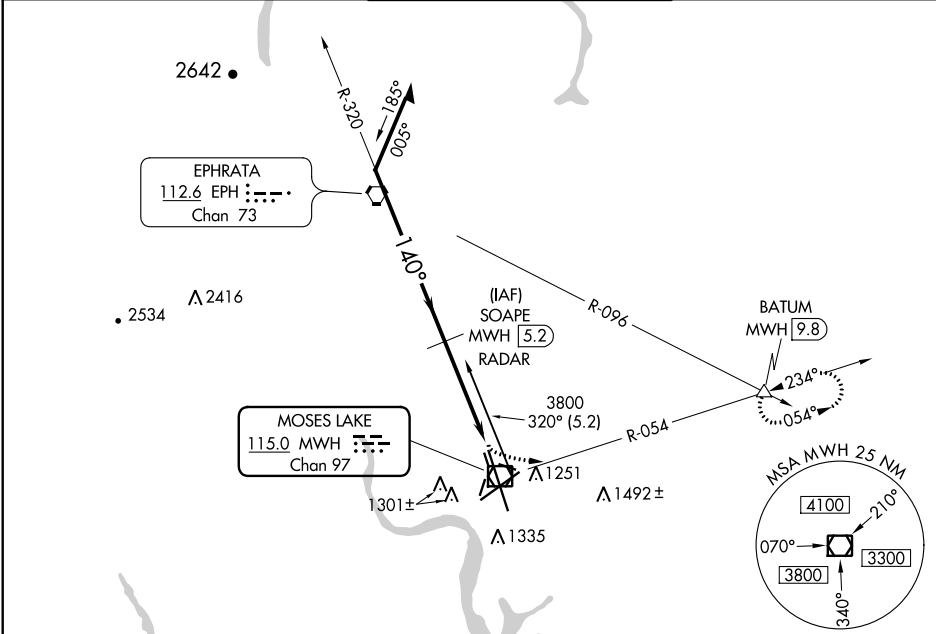 2642
R-320
185°
005°
EPHRATA
112.6 EPH
Chan 73
140°
2416
2534
(IAF)
SOAPE
MWH 5.2
RADAR
R-096
BATUM
MWH 9.8
234°
054°
3800
320° (5.2)
R-054
MOSES LAKE
115.0 MWH
Chan 97
1251
1301±
1492±
1335
MSA MWH 25 NM
4100
210°
070°
3300
3800
340°